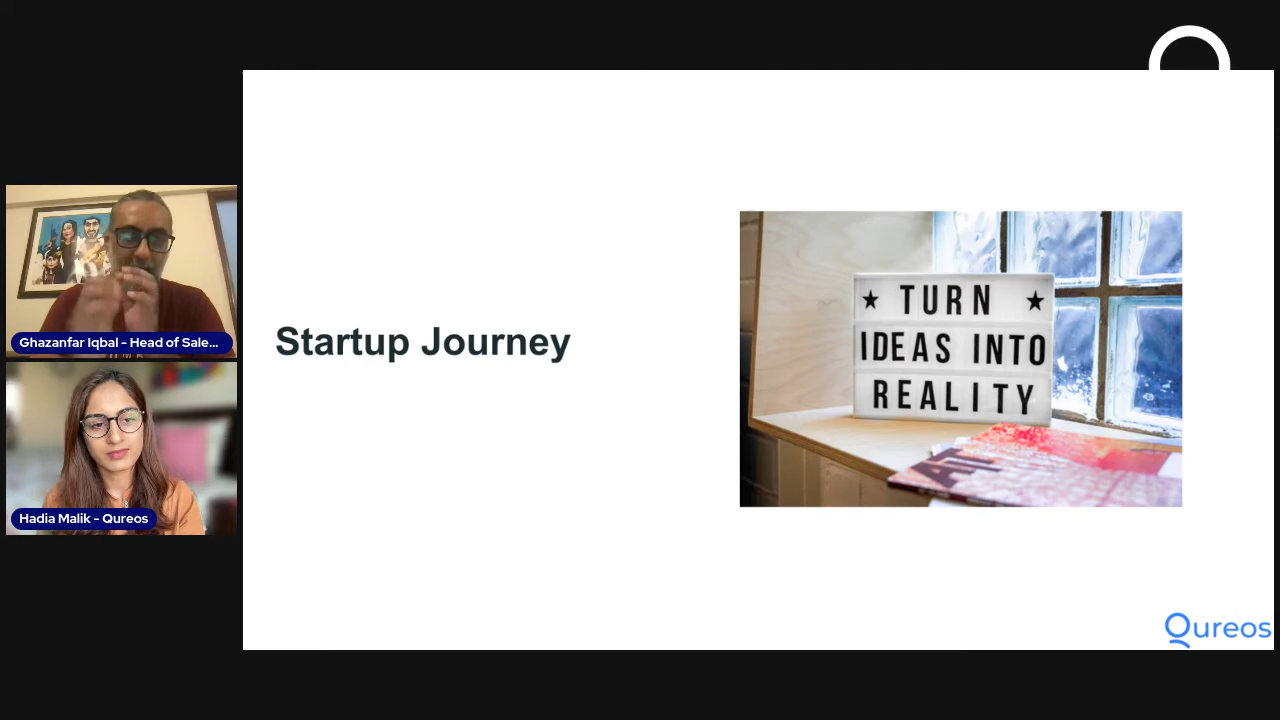 Ghazanfar Iqbal - Head of Sale...
Hadia Malik - Qureos
Startup Journey
★ TURN ★
IDEAS INTO
REALITY
Qureos